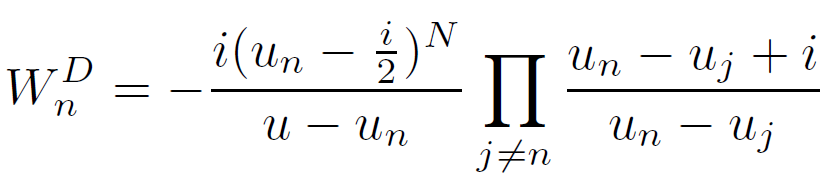 W_n^D = -\frac{i(u_n - \frac{i}{2})^N}{u - u_n} \prod_{j \neq n} \frac{u_n - u_j + i}{u_n - u_j}